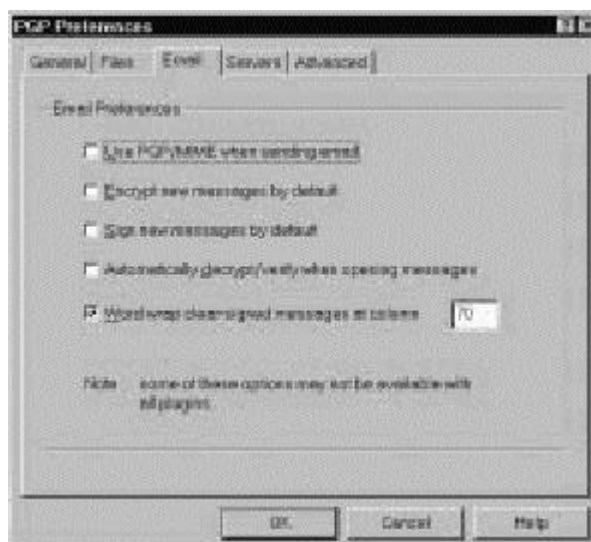 PGP Preferences
General Files Email Servers Advanced
Email Preferences
Use PGP/MIME when sending email
Encrypt new messages by default
Sign new messages by default
Automatically decrypt/verify when opening messages
Word wrap clear-signed messages at column 70
Note: some of these options may not be available with
all plugins.
OK Cancel Help